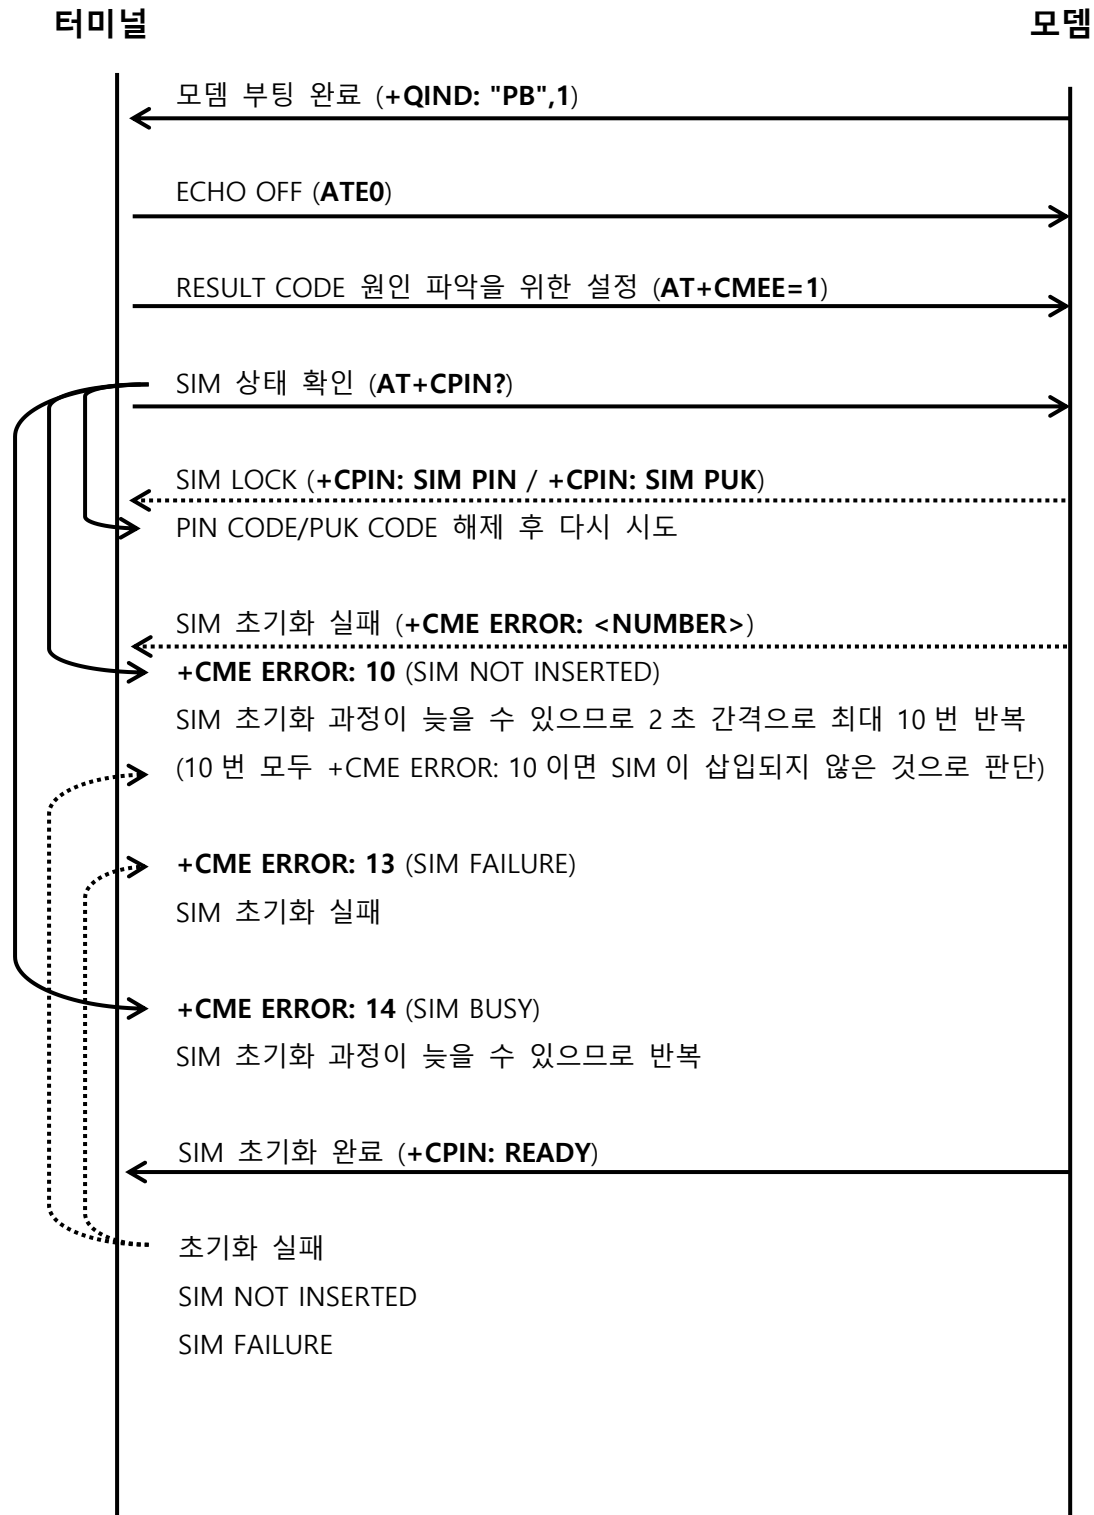 터미널 모뎀
모뎀 부팅 완료 (+QIND: "PB",1)
ECHO OFF (ATE0)
RESULT CODE 원인 파악을 위한 설정 (AT+CMEE=1)
SIM 상태 확인 (AT+CPIN?)
SIM LOCK (+CPIN: SIM PIN / +CPIN: SIM PUK)
PIN CODE/PUK CODE 해제 후 다시 시도
SIM 초기화 실패 (+CME ERROR: <NUMBER>)
+CME ERROR: 10 (SIM NOT INSERTED)
SIM 초기화 과정이 늦을 수 있으므로 2 초 간격으로 최대 10 번 반복
(10 번 모두 +CME ERROR: 10 이면 SIM 이 삽입되지 않은 것으로 판단)
+CME ERROR: 13 (SIM FAILURE)
SIM 초기화 실패
+CME ERROR: 14 (SIM BUSY)
SIM 초기화 과정이 늦을 수 있으므로 반복
SIM 초기화 완료 (+CPIN: READY)
초기화 실패
SIM NOT INSERTED
SIM FAILURE